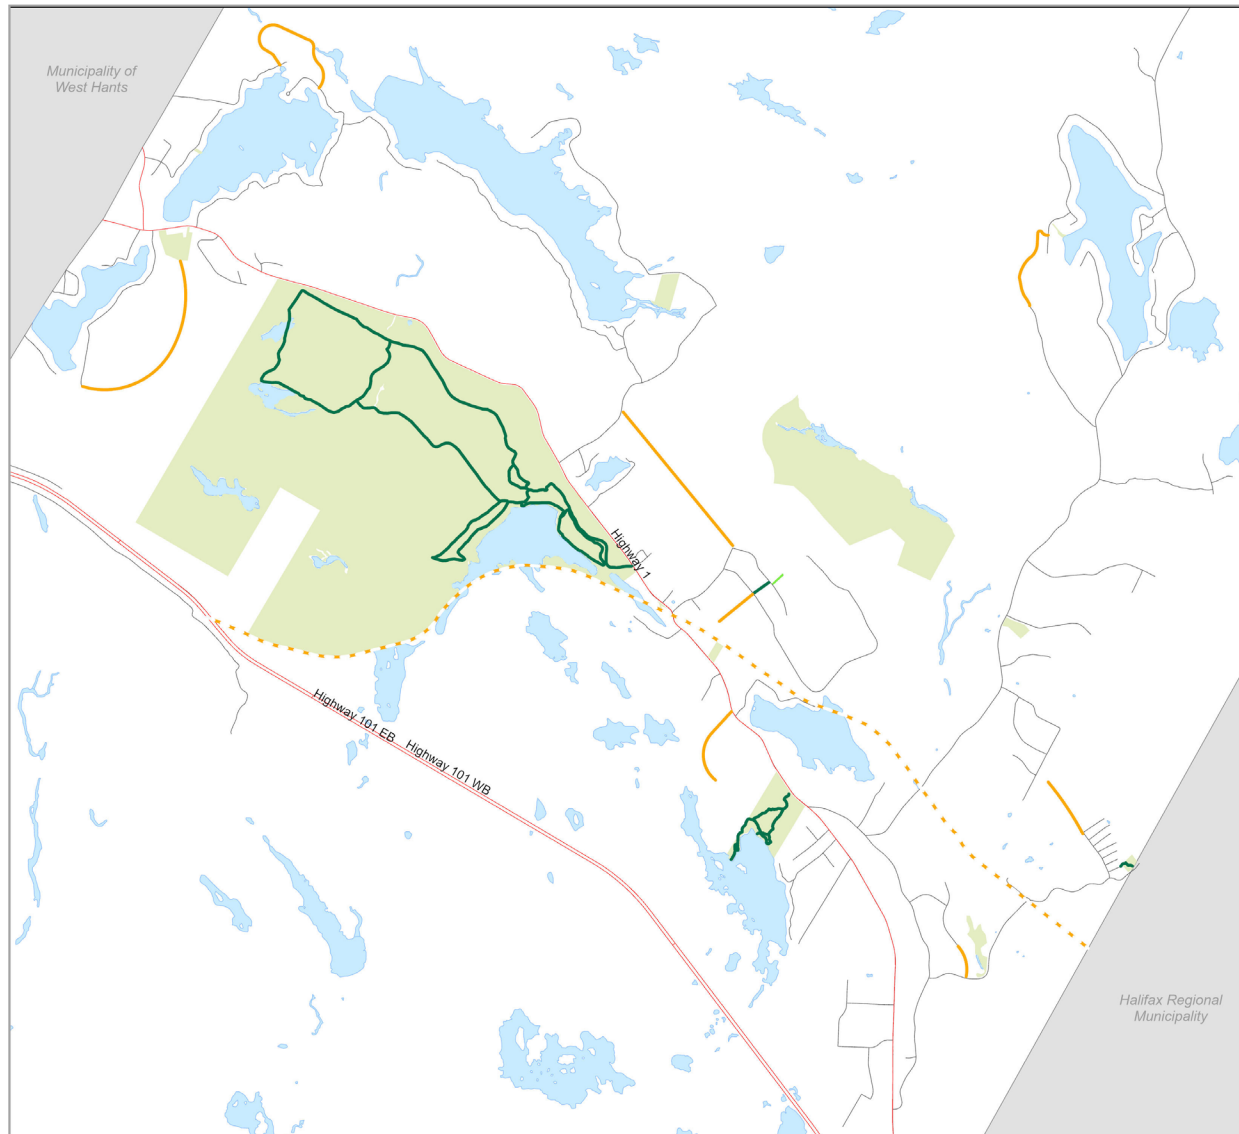 Municipality of
West Hants
Highway 1
Highway 101 EB
Highway 101 WB
Halifax Regional
Municipality